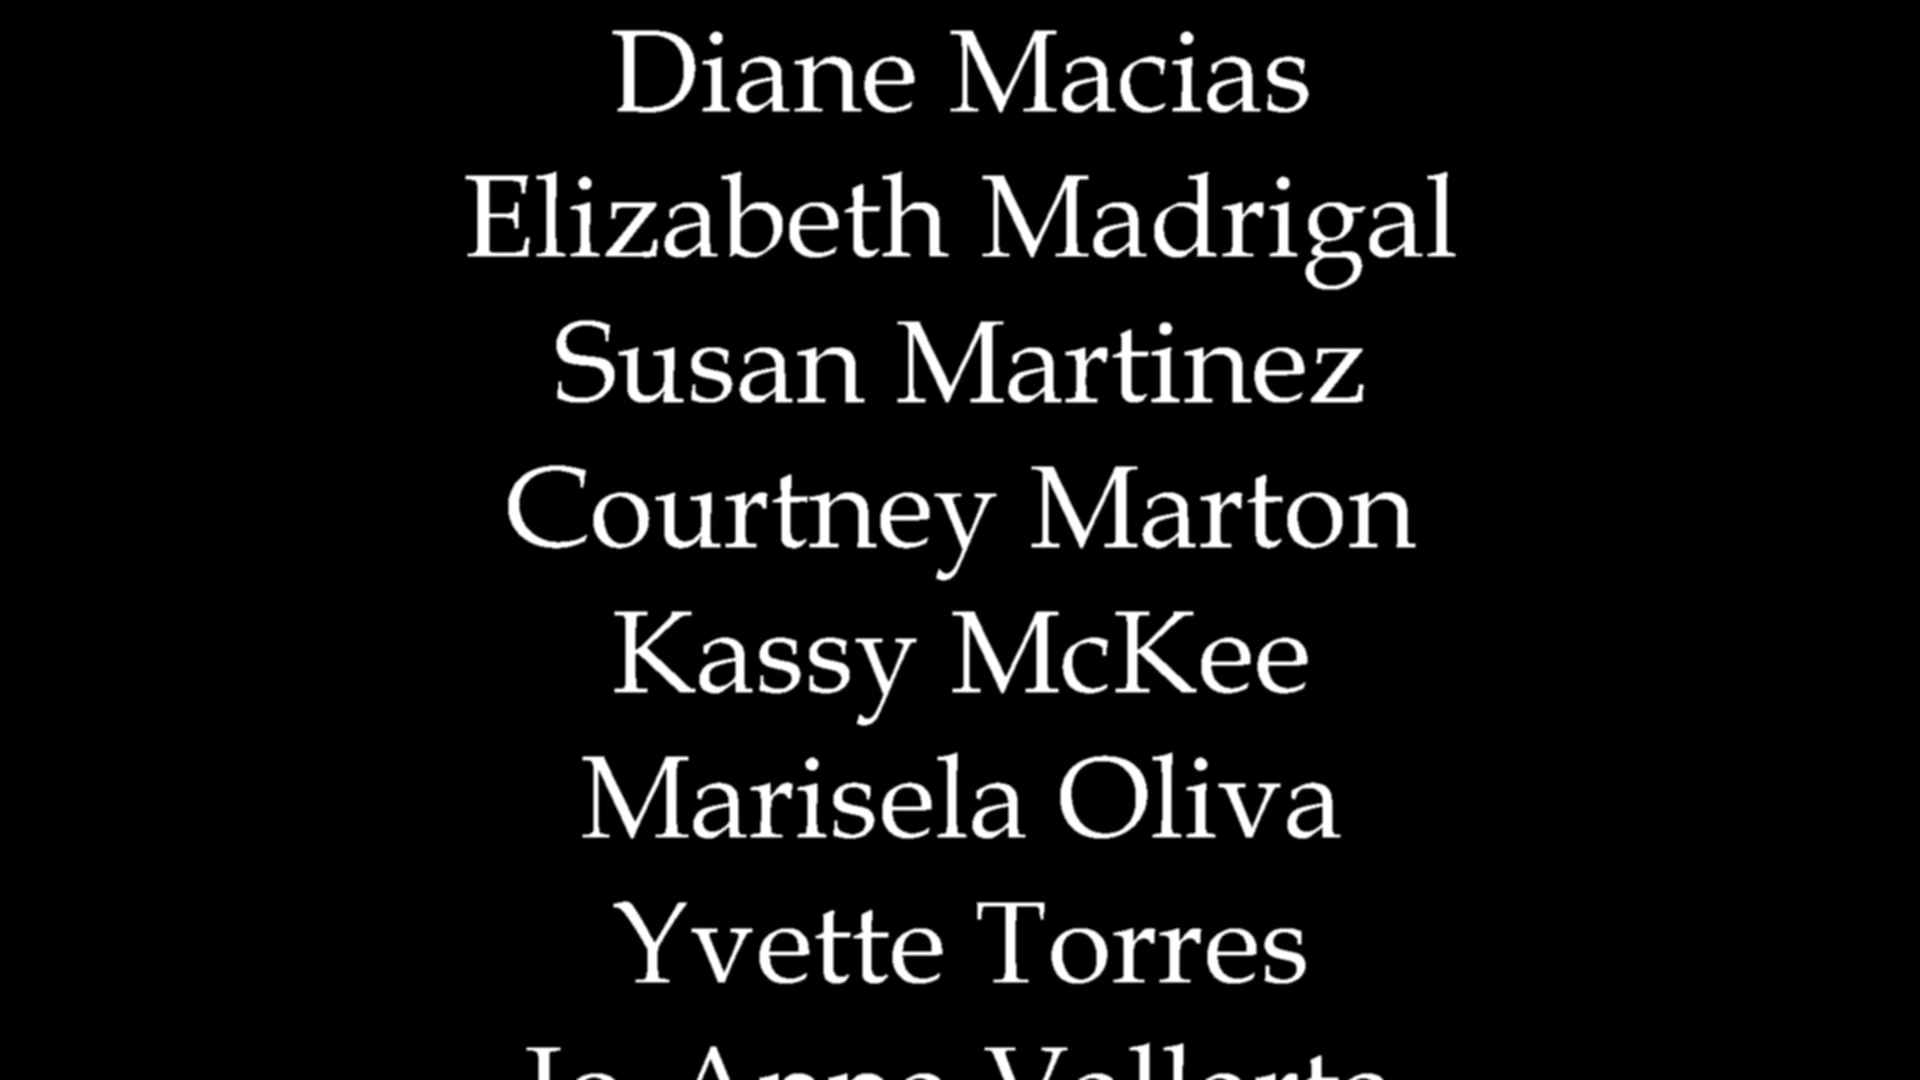 Diane Macias
Elizabeth Madrigal
Susan Martinez
Courtney Marton
Kassy McKee
Marisela Oliva
Yvette Torres